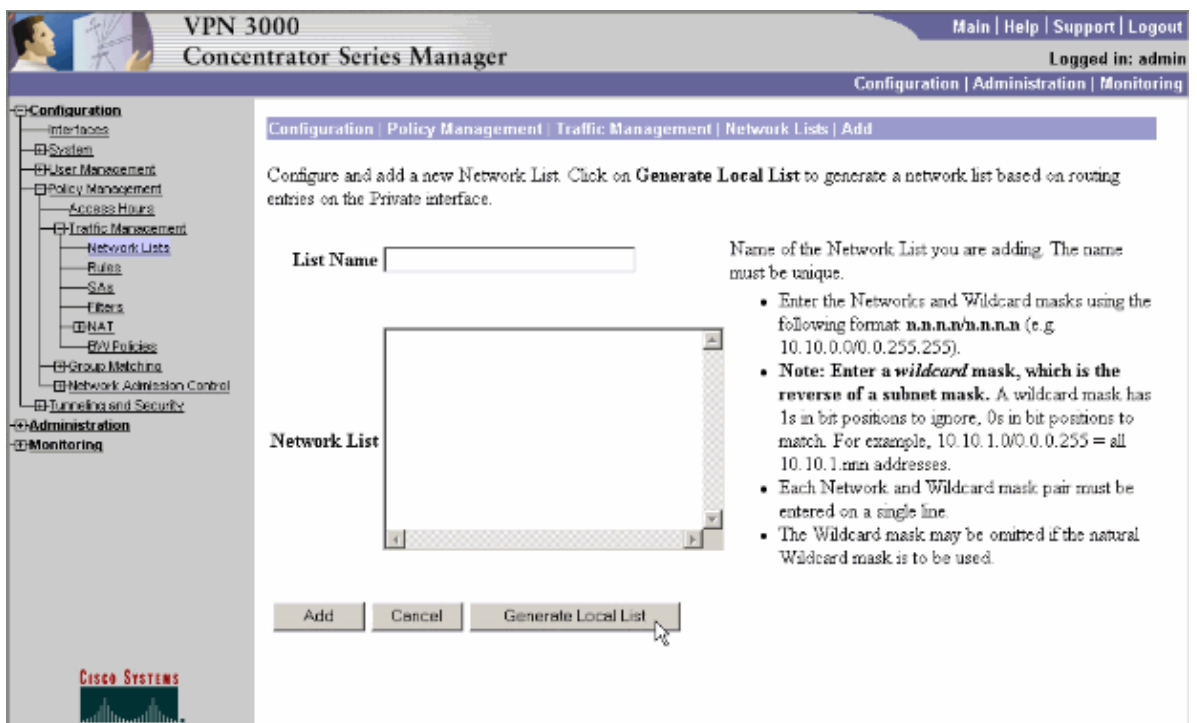 VPN 3000
Concentrator Series Manager
Main | Help | Support | Logout
Logged in: admin
Configuration | Administration | Monitoring
Configuration
Interfaces
System
User Management
Policy Management
Access Hours
Traffic Management
Network Lists
Rules
SAs
Filters
NAT
BW Policies
Group Matching
Network Admission Control
Tunneling and Security
Administration
Monitoring
Configuration | Policy Management | Traffic Management | Network Lists | Add
Configure and add a new Network List. Click on Generate Local List to generate a network list based on routing
entries on the Private interface.
List Name
Name of the Network List you are adding. The name
must be unique.
Network List
• Enter the Networks and Wildcard masks using the
following format: n.n.n.n/n.n.n.n (e.g.
10.10.0.0/0.0.255.255).
• Note: Enter a wildcard mask, which is the
reverse of a subnet mask. A wildcard mask has
1s in bit positions to ignore, 0s in bit positions to
match. For example, 10.10.1.0/0.0.0.255 = all
10.10.1.nnn addresses.
• Each Network and Wildcard mask pair must be
entered on a single line.
• The Wildcard mask may be omitted if the natural
Wildcard mask is to be used.
Add
Cancel
Generate Local List
CISCO SYSTEMS